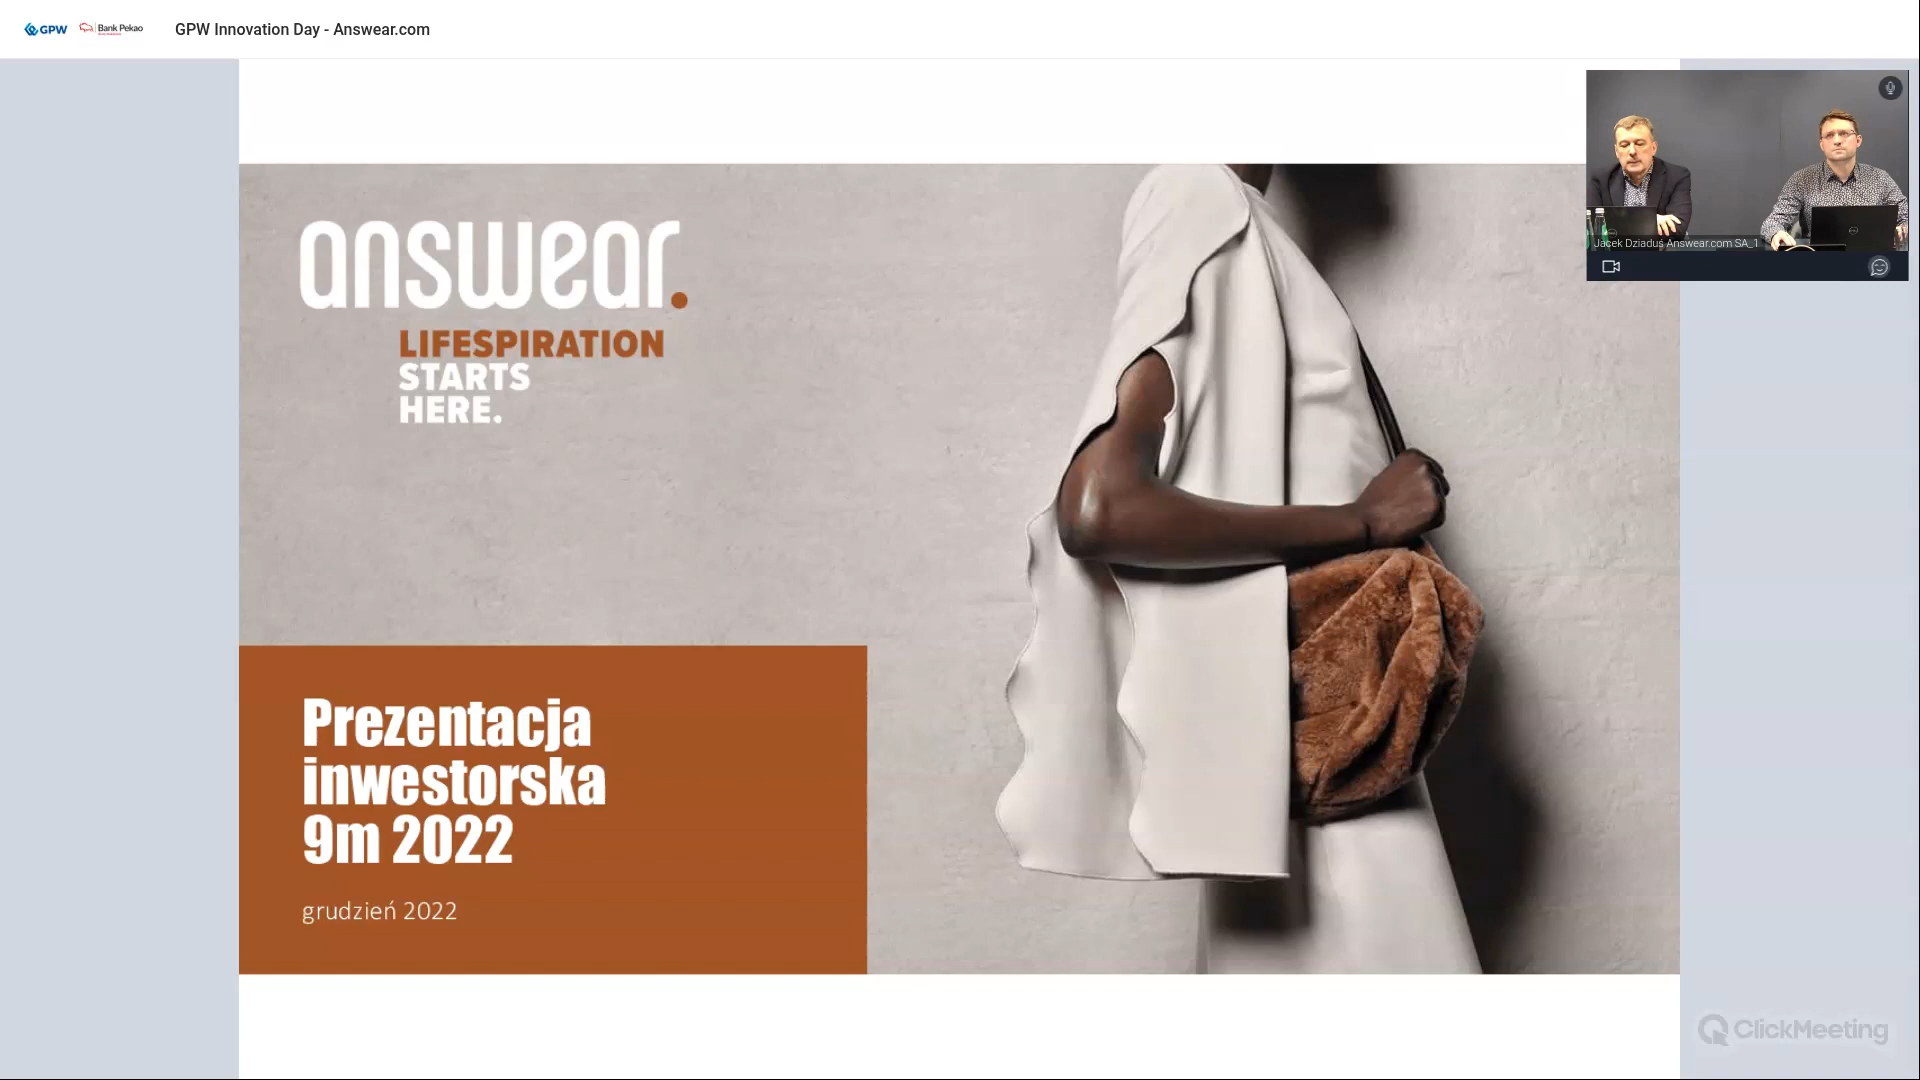 GPW
Bank Pekao
GPW Innovation Day - Answear.com
Jacek Dziaduś Answear.com SA_1
answear.
LIFESPIRATION
STARTS
HERE.
Prezentacja
inwestorska
9m 2022
grudzień 2022
ClickMeeting